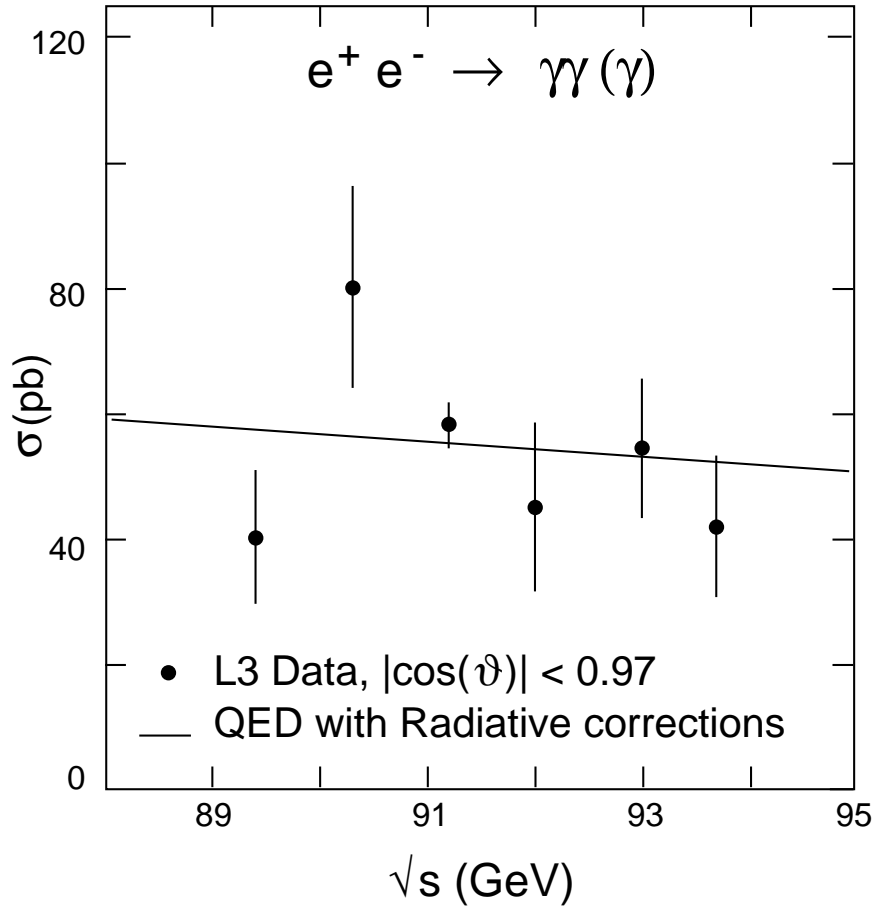 120
e+ e- → γγ (γ)
80
σ(pb)
40
L3 Data, |cos(ϑ)| < 0.97
QED with Radiative corrections
0
89 91 93 95
√s (GeV)